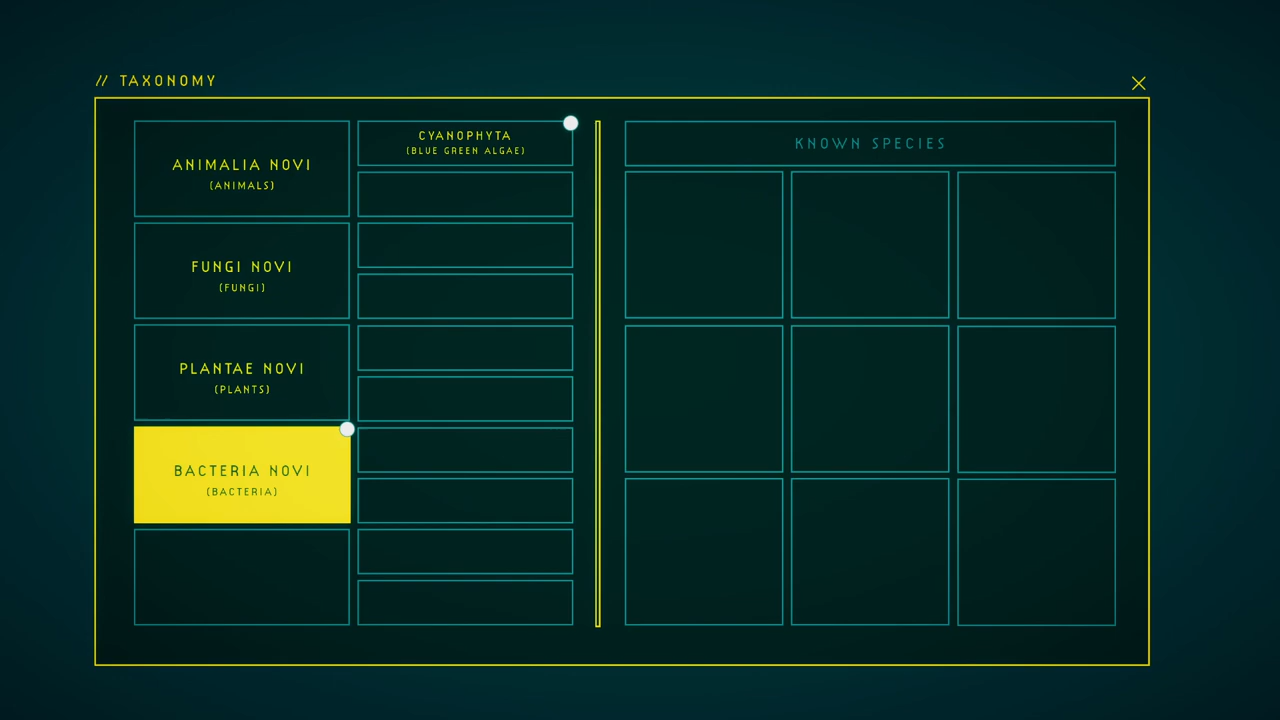 // TAXONOMY
ANIMALIA NOVI
(ANIMALS)
FUNGI NOVI
(FUNGI)
PLANTAE NOVI
(PLANTS)
BACTERIA NOVI
(BACTERIA)
CYANOPHYTA
(BLUE GREEN ALGAE)
KNOWN SPECIES